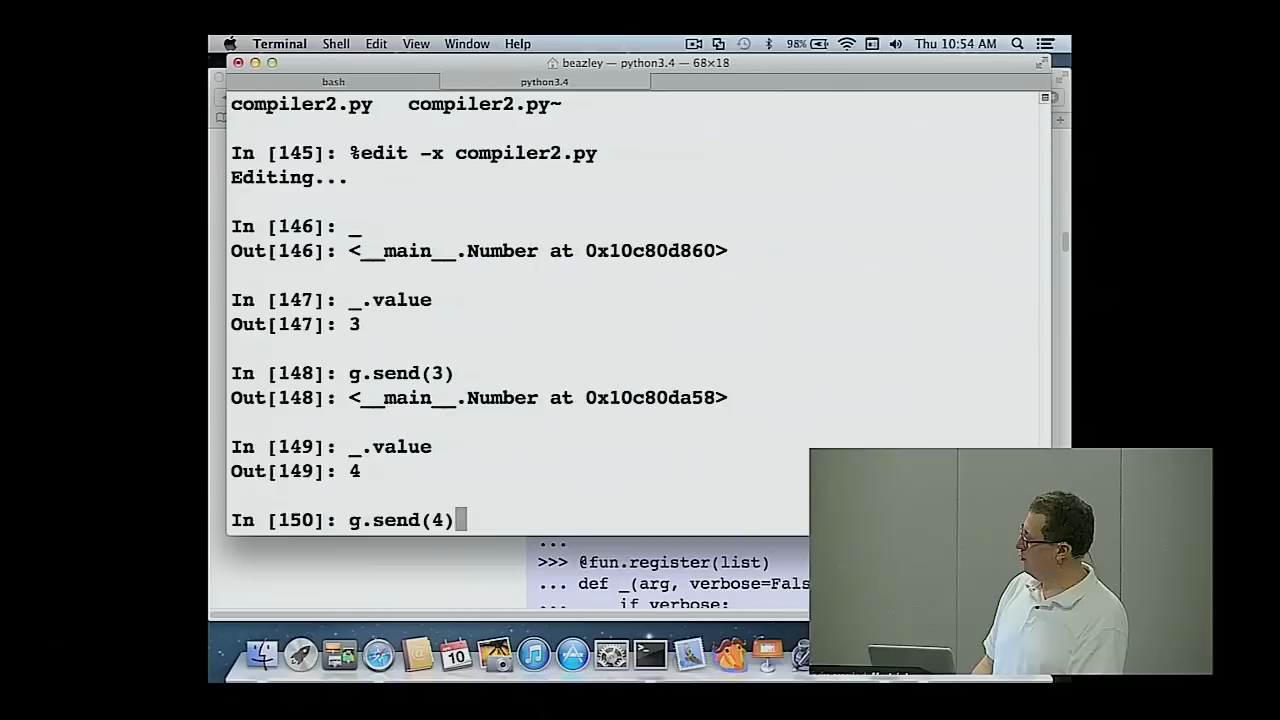 Terminal Shell Edit View Window Help 98% Thu 10:54 AM
beazley — python3.4 — 68×18
bash python3.4
compiler2.py compiler2.py~
In [145]: %edit -x compiler2.py
Editing...
In [146]: _
Out[146]: <__main__.Number at 0x10c80d860>
In [147]: _.value
Out[147]: 3
In [148]: g.send(3)
Out[148]: <__main__.Number at 0x10c80da58>
In [149]: _.value
Out[149]: 4
In [150]: g.send(4)
...
>>> @fun.register(list)
... def _(arg, verbose=Fals
... if verbose:
10